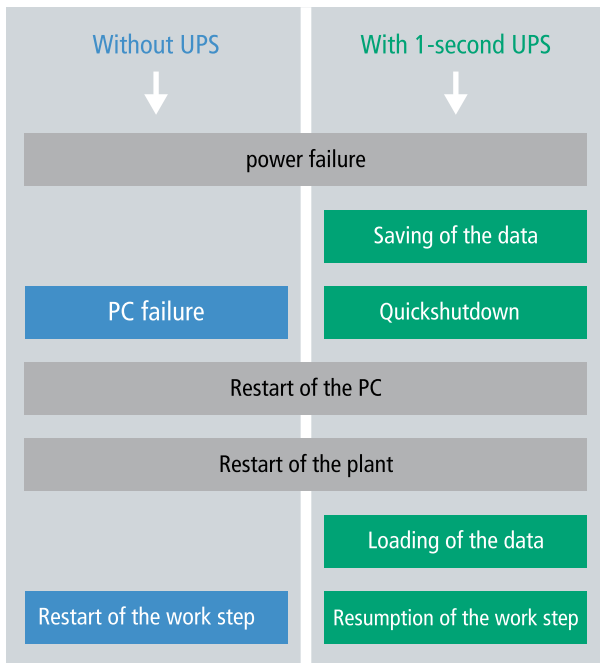 Without UPS
With 1-second UPS
power failure
Saving of the data
PC failure
Quickshutdown
Restart of the PC
Restart of the plant
Loading of the data
Restart of the work step
Resumption of the work step